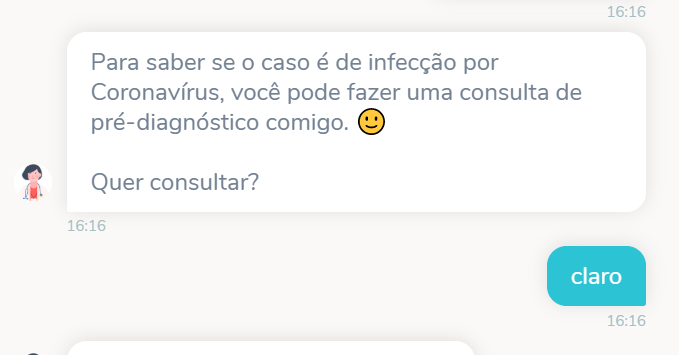 16:16
Para saber se o caso é de infecção por
Coronavírus, você pode fazer uma consulta de
pré-diagnóstico comigo. 🙂
Quer consultar?
16:16
claro
16:16